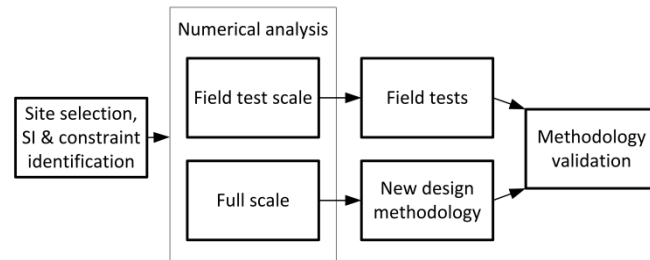 Numerical analysis
Site selection,
SI & constraint
identification
Field test scale
Field tests
Full scale
New design
methodology
Methodology
validation